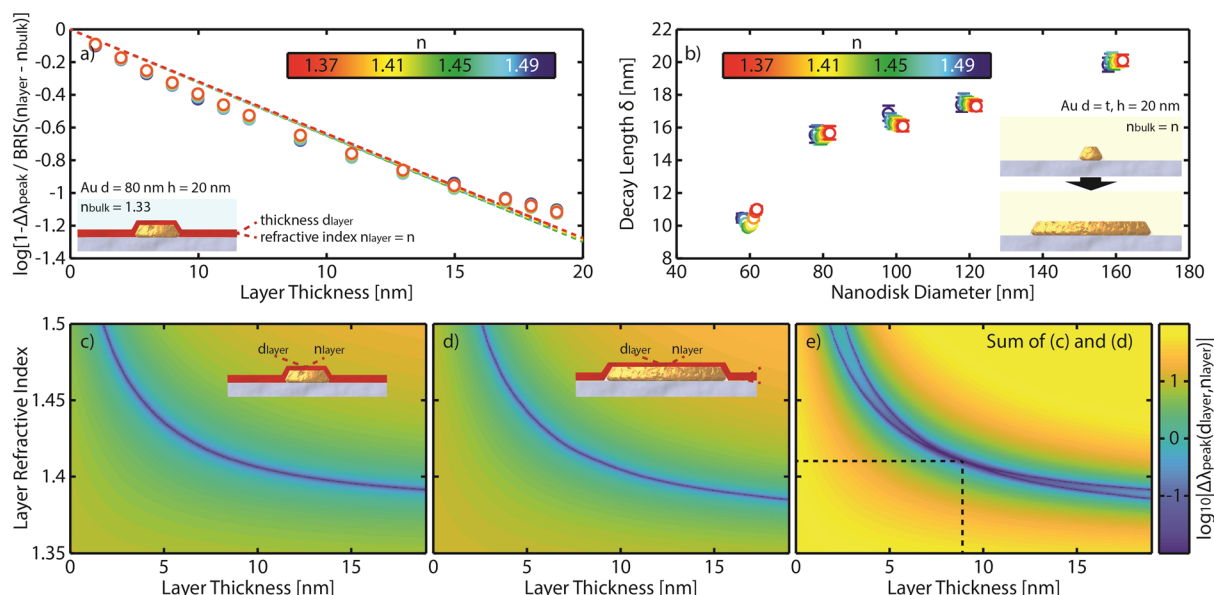 log[1-Δλpeak / BRIS(nlayer - nbulk)]
0
-0.2
-0.4
-0.6
-0.8
-1
-1.2
-1.4
a)
n
1.37 1.41 1.45 1.49
Au d = 80 nm h = 20 nm
nbulk = 1.33
thickness dlayer
refractive index nlayer = n
0 10 10 15 20
Layer Thickness [nm]
Decay Length δ [nm]
22
20
18
16
14
12
10
8
b)
n
1.37 1.41 1.45 1.49
Au d = t, h = 20 nm
nbulk = n
40 60 80 100 120 140 160 180
Nanodisk Diameter [nm]
Layer Refractive Index
1.5
1.45
1.4
1.35
c)
dlayer nlayer
0 5 10 15
Layer Thickness [nm]
d)
dlayer nlayer
0 5 10 15
Layer Thickness [nm]
e) Sum of (c) and (d)
0 5 10 15
Layer Thickness [nm]
1
0
-1
log10|Δλpeak(dlayer,nlayer)|